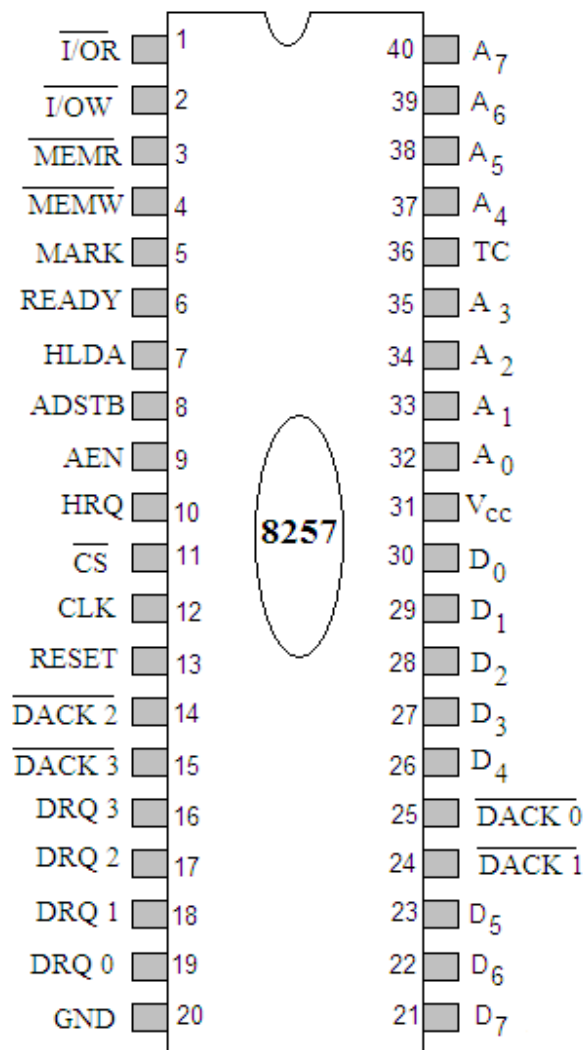 I/OR 1 40 A7
I/OW 2 39 A6
MEMR 3 38 A5
MEMW 4 37 A4
MARK 5 36 TC
READY 6 35 A3
HLDA 7 34 A2
ADSTB 8 33 A1
AEN 9 32 A0
HRQ 10 31 VCC
8257
CS 11 30 D0
CLK 12 29 D1
RESET 13 28 D2
DACK 2 14 27 D3
DACK 3 15 26 D4
DRQ 3 16 25 DACK 0
DRQ 2 17 24 DACK 1
DRQ 1 18 23 D5
DRQ 0 19 22 D6
GND 20 21 D7